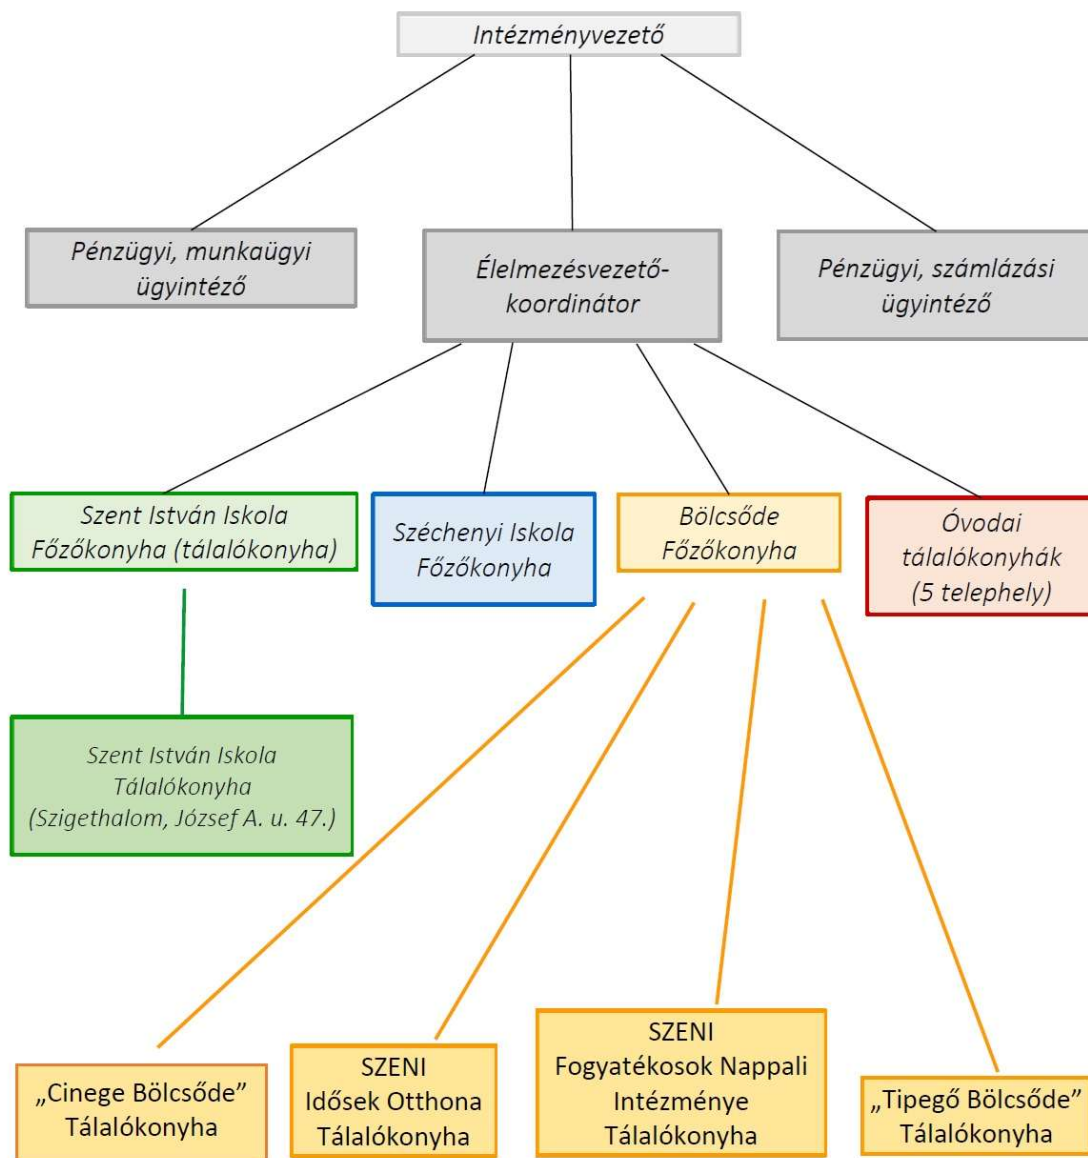 Intézményvezető
Pénzügyi, munkaügyi
ügyintéző
Élelmezésvezető-
koordinátor
Pénzügyi, számlázási
ügyintéző
Szent István Iskola
Főzőkonyha (tálalókonyha)
Széchenyi Iskola
Főzőkonyha
Bölcsőde
Főzőkonyha
Óvodai
tálalókonyhák
(5 telephely)
Szent István Iskola
Tálalókonyha
(Szigethalom, József A. u. 47.)
„Cinege Bölcsőde”
Tálalókonyha
SZENI
Idősek Otthona
Tálalókonyha
SZENI
Fogyatékosok Nappali
Intézménye
Tálalókonyha
„Tipegő Bölcsőde”
Tálalókonyha